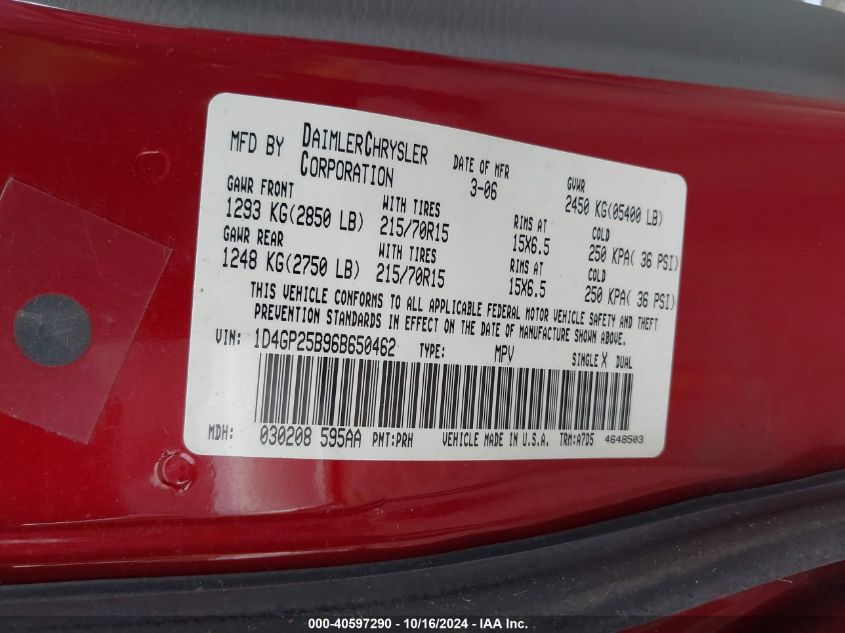 MFD BY DAIMLERCHRYSLER CORPORATION DATE OF MFR 3-06 GVWR 2450 KG(05400 LB)
GAWR FRONT WITH TIRES RIMS AT COLD
1293 KG(2850 LB) 215/70R15 15X6.5 250 KPA( 36 PSI)
GAWR REAR WITH TIRES RIMS AT COLD
1248 KG(2750 LB) 215/70R15 15X6.5 250 KPA( 36 PSI)
THIS VEHICLE CONFORMS TO ALL APPLICABLE FEDERAL MOTOR VEHICLE SAFETY AND THEFT
PREVENTION STANDARDS IN EFFECT ON THE DATE OF MANUFACTURE SHOWN ABOVE.
VIN: 1D4GP25B96B650462 TYPE: MPV SINGLE X DUAL
MDH: 030208 595AA PNT:PRH VEHICLE MADE IN U.S.A. TRM:A7D5 4648503
000-40597290 - 10/16/2024 - IAA Inc.